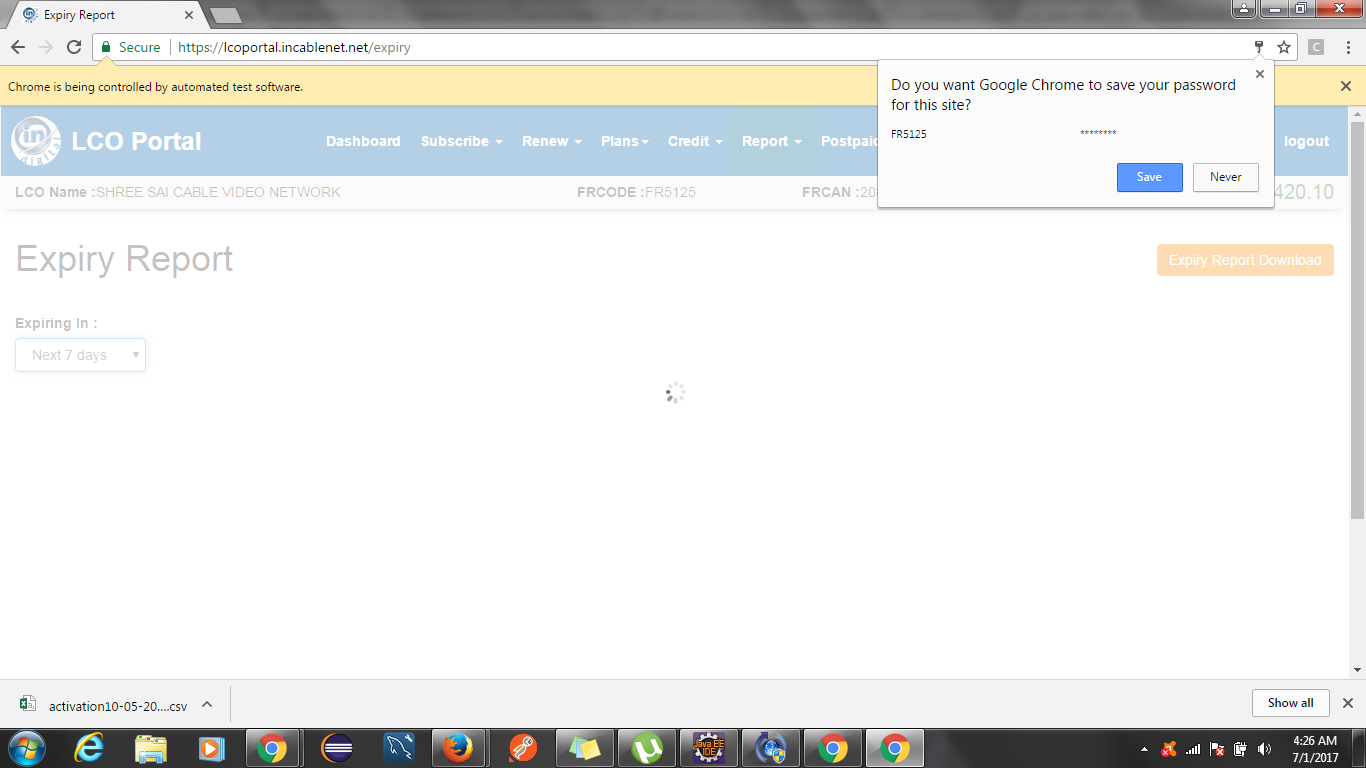 Expiry Report
Secure https://lcoportal.incablenet.net/expiry
C
Chrome is being controlled by automated test software.
Do you want Google Chrome to save your password
for this site?
FR5125 ********
Save Never
in
digital
LCO Portal Dashboard Subscribe Renew Plans Credit Report Postpaid logout
LCO Name :SHREE SAI CABLE VIDEO NETWORK FRCODE :FR5125 FRCAN :20 420.10
Expiry Report Expiry Report Download
Expiring In :
Next 7 days
activation10-05-20....csv Show all
Java EE
IDE
4:26 AM
7/1/2017